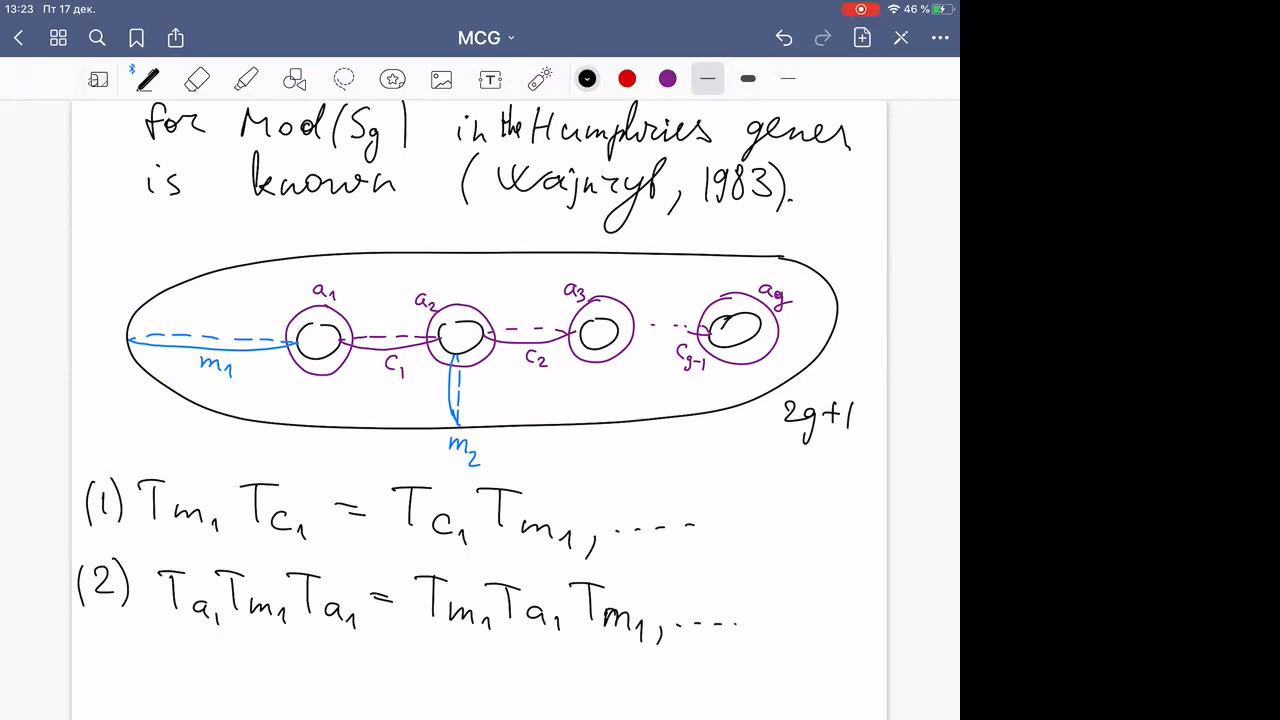 13:23 Пт 17 дек. 46 %
MCG
T
for Mod(Sg) in the Humphries gener
is known (Wajnryb, 1983).
a1 a2 a3 ag
m1 c1 c2 cg-1
2g+1
m2
(1) Tm1 Tc1 = Tc1 Tm1, .....
(2) Ta1 Tm1 Ta1 = Tm1 Ta1 Tm1, .....